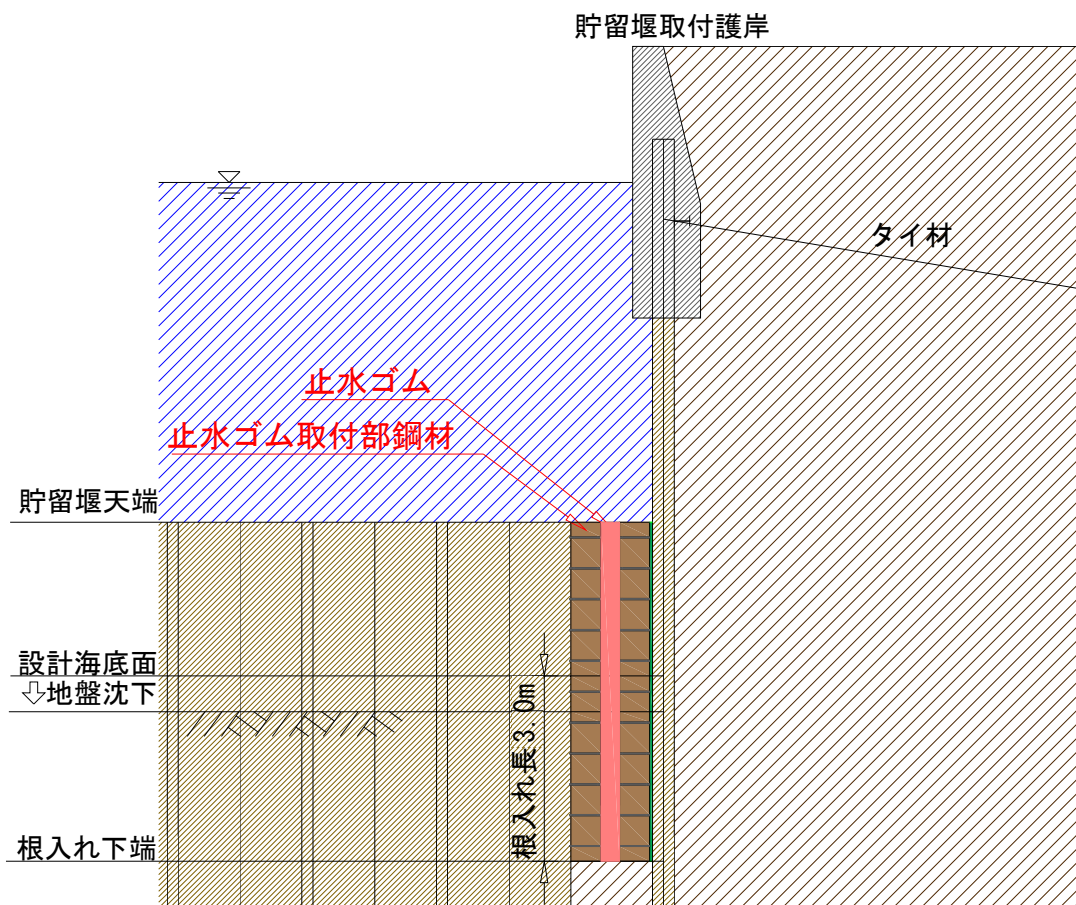 貯留堰取付護岸
タイ材
止水ゴム
止水ゴム取付部鋼材
貯留堰天端
設計海底面
⇩地盤沈下
根入れ長3.0m
根入れ下端